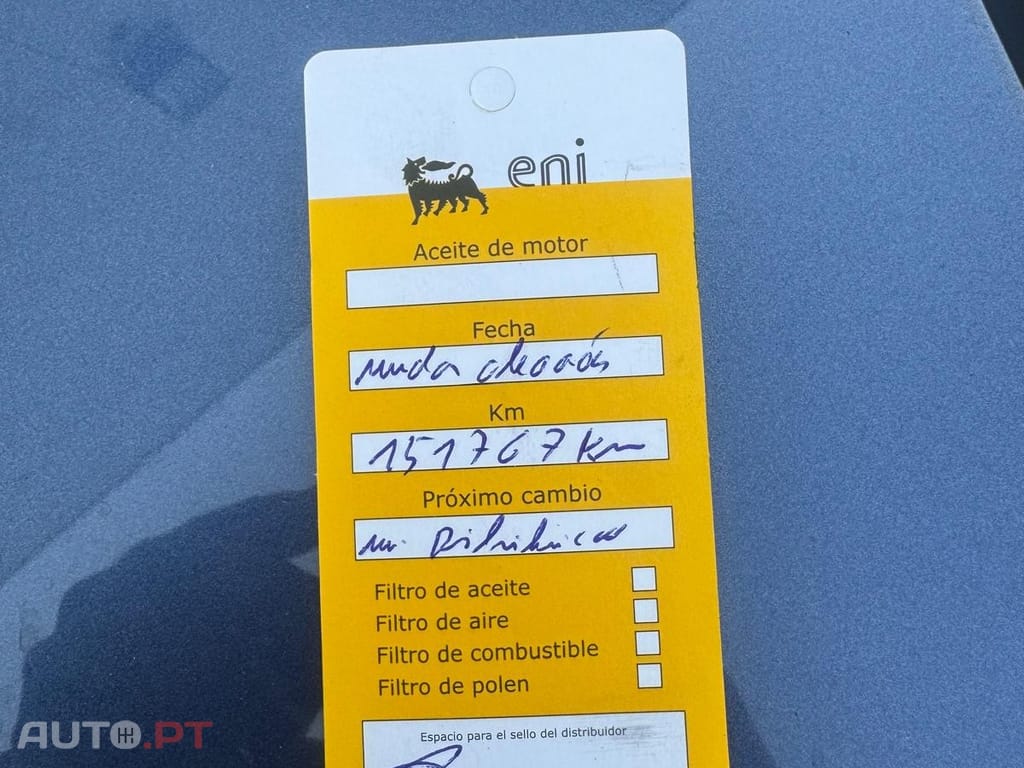 eni
Aceite de motor
Fecha
muda
Km
151767 Km
Próximo cambio
Filtro de aceite
Filtro de aire
Filtro de combustible
Filtro de polen
Espacio para el sello del distribuidor
AUTO.PT